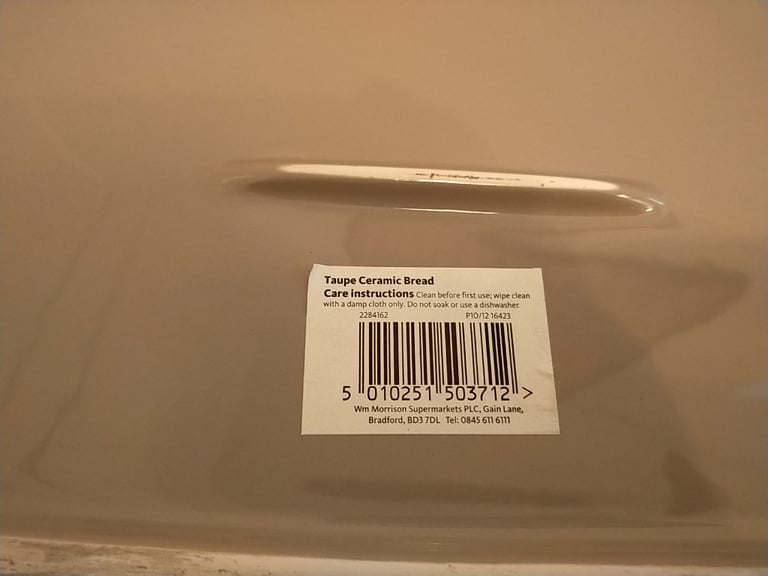 Taupe Ceramic Bread
Care instructions Clean before first use; wipe clean
with a damp cloth only. Do not soak or use a dishwasher.
2284162 P10/12 16423
5 010251 503712 >
Wm Morrison Supermarkets PLC, Gain Lane,
Bradford, BD3 7DL Tel: 0845 611 6111